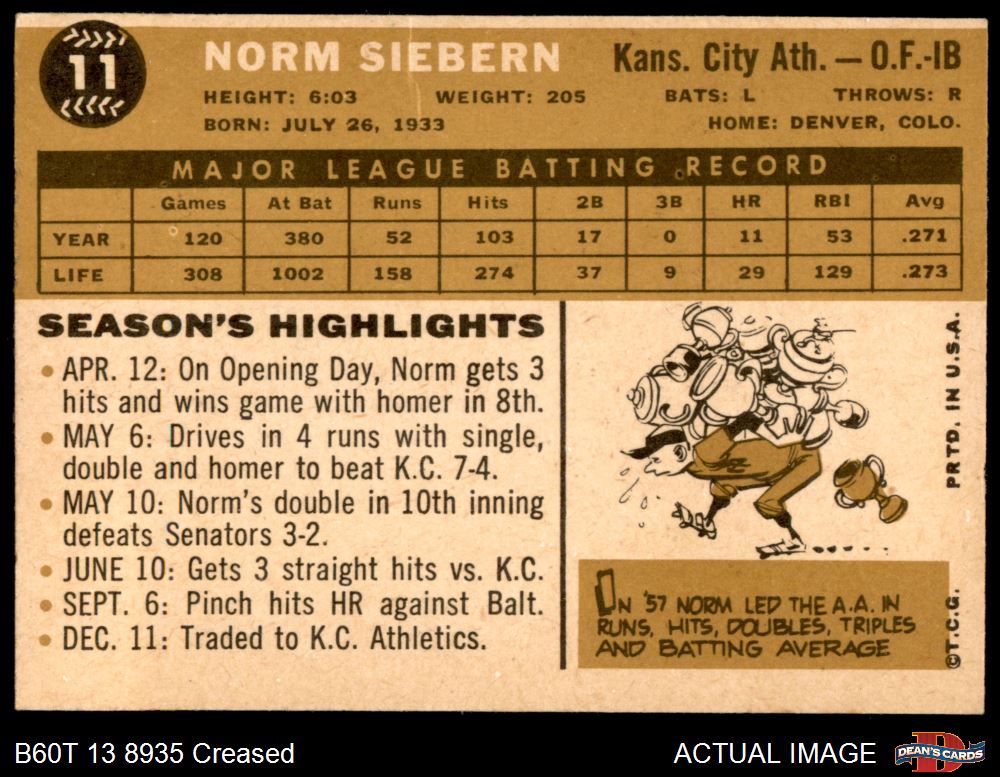 11
NORM SIEBERN Kans. City Ath. — O.F.-1B
HEIGHT: 6:03 WEIGHT: 205 BATS: L THROWS: R
BORN: JULY 26, 1933 HOME: DENVER, COLO.
MAJOR LEAGUE BATTING RECORD
Games At Bat Runs Hits 2B 3B HR RBI Avg
YEAR 120 380 52 103 17 0 11 53 .271
LIFE 308 1002 158 274 37 9 29 129 .273
SEASON'S HIGHLIGHTS
• APR. 12: On Opening Day, Norm gets 3
hits and wins game with homer in 8th.
• MAY 6: Drives in 4 runs with single,
double and homer to beat K.C. 7-4.
• MAY 10: Norm's double in 10th inning
defeats Senators 3-2.
• JUNE 10: Gets 3 straight hits vs. K.C.
• SEPT. 6: Pinch hits HR against Balt.
• DEC. 11: Traded to K.C. Athletics.
IN '57 NORM LED THE A.A. IN
RUNS, HITS, DOUBLES, TRIPLES
AND BATTING AVERAGE
PRTD. IN U.S.A.
©T.C.G.
B60T 13 8935 Creased
ACTUAL IMAGE
DEAN'S CARDS